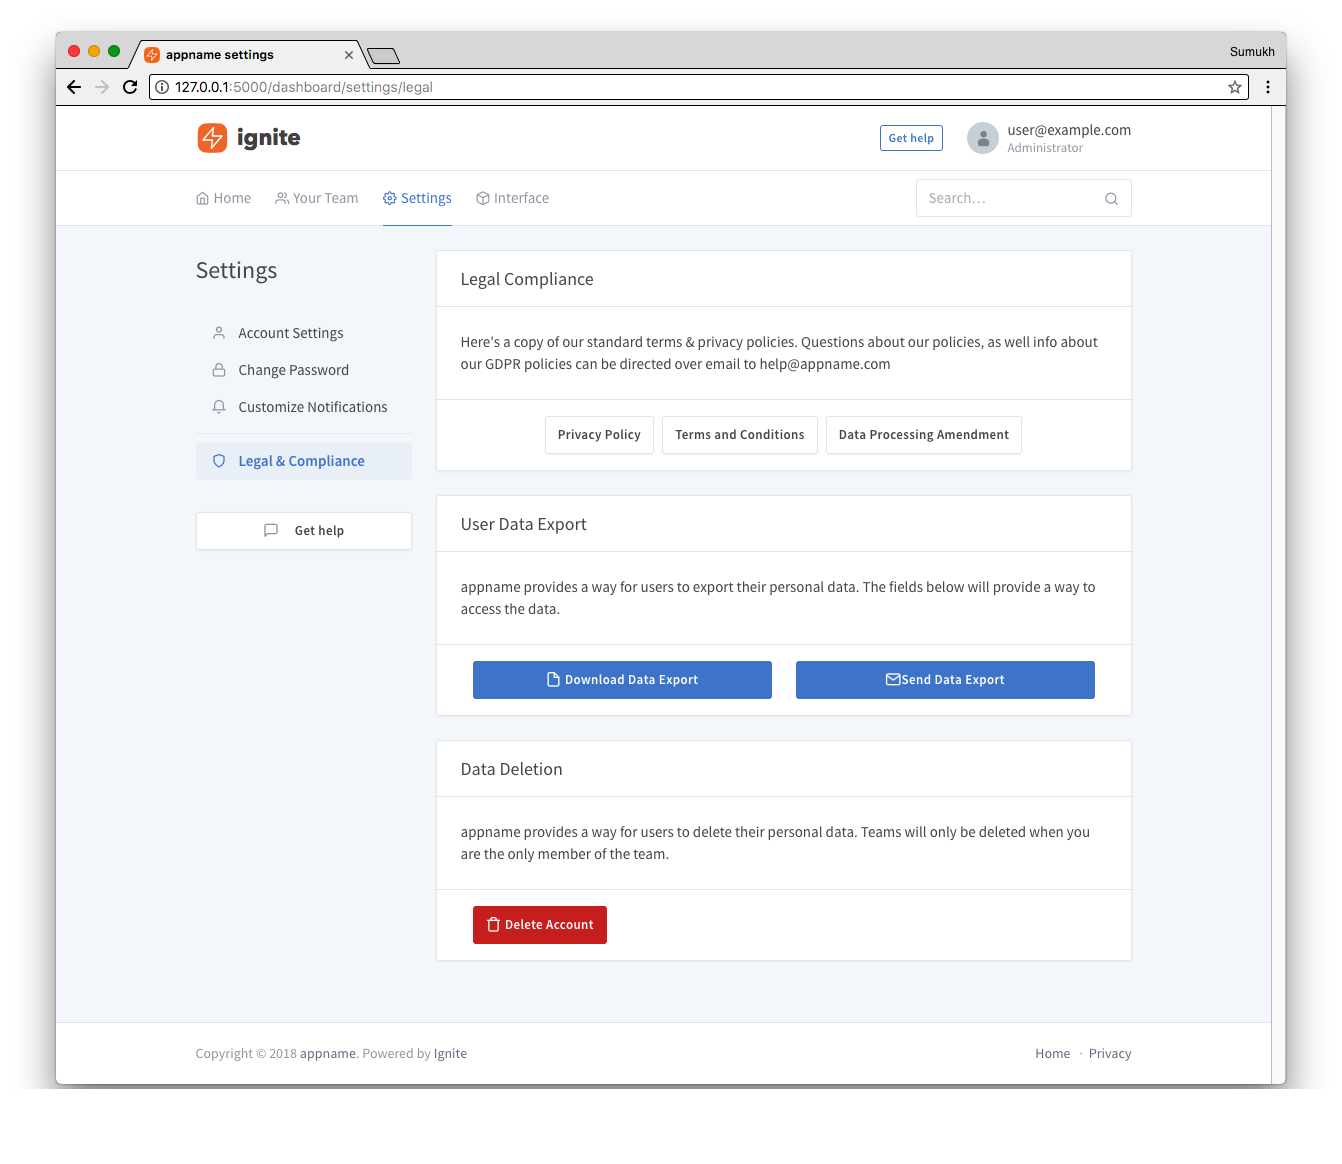 appname settings
Sumukh
127.0.0.1:5000/dashboard/settings/legal
ignite
Get help
user@example.com
Administrator
Home
Your Team
Settings
Interface
Search...
Settings
Account Settings
Change Password
Customize Notifications
Legal & Compliance
Get help
Legal Compliance
Here's a copy of our standard terms & privacy policies. Questions about our policies, as well info about
our GDPR policies can be directed over email to help@appname.com
Privacy Policy
Terms and Conditions
Data Processing Amendment
User Data Export
appname provides a way for users to export their personal data. The fields below will provide a way to
access the data.
Download Data Export
Send Data Export
Data Deletion
appname provides a way for users to delete their personal data. Teams will only be deleted when you
are the only member of the team.
Delete Account
Copyright © 2018 appname. Powered by Ignite
Home · Privacy